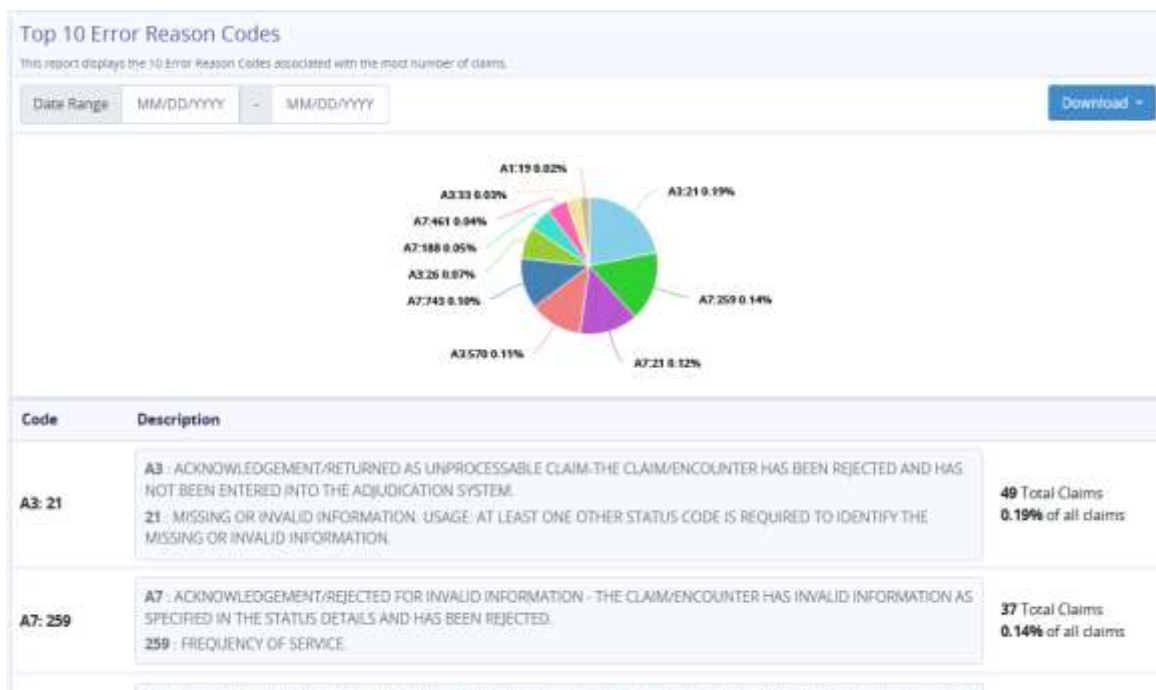 Top 10 Error Reason Codes
This report displays the 10 Error Reason Codes associated with the most number of claims.
Date Range MM/DD/YYYY - MM/DD/YYYY Download
A1:19 0.02%
A3:33 0.03%
A3:21 0.19%
A7:461 0.04%
A7:188 0.05%
A3:26 0.07%
A7:743 0.10%
A7:259 0.14%
A3:570 0.11%
A7:21 0.12%
Code Description
A3: 21
A3 : ACKNOWLEDGEMENT/RETURNED AS UNPROCESSABLE CLAIM-THE CLAIM/ENCOUNTER HAS BEEN REJECTED AND HAS
NOT BEEN ENTERED INTO THE ADJUDICATION SYSTEM.
21 : MISSING OR INVALID INFORMATION. USAGE: AT LEAST ONE OTHER STATUS CODE IS REQUIRED TO IDENTIFY THE
MISSING OR INVALID INFORMATION.
49 Total Claims
0.19% of all claims
A7: 259
A7 : ACKNOWLEDGEMENT/REJECTED FOR INVALID INFORMATION - THE CLAIM/ENCOUNTER HAS INVALID INFORMATION AS
SPECIFIED IN THE STATUS DETAILS AND HAS BEEN REJECTED.
259 : FREQUENCY OF SERVICE.
37 Total Claims
0.14% of all claims